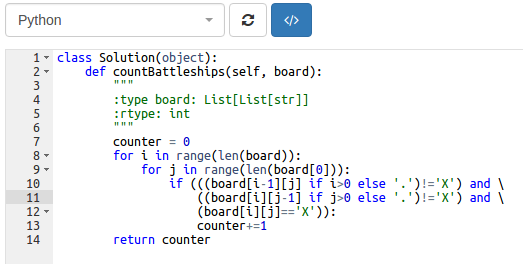 Python
</>
1 class Solution(object):
2     def countBattleships(self, board):
3         """
4         :type board: List[List[str]]
5         :rtype: int
6         """
7         counter = 0
8         for i in range(len(board)):
9             for j in range(len(board[0])):
10                 if (((board[i-1][j] if i>0 else '.')!='X') and \
11                     ((board[i][j-1] if j>0 else '.')!='X') and \
12                     (board[i][j]=='X')):
13                     counter+=1
14         return counter